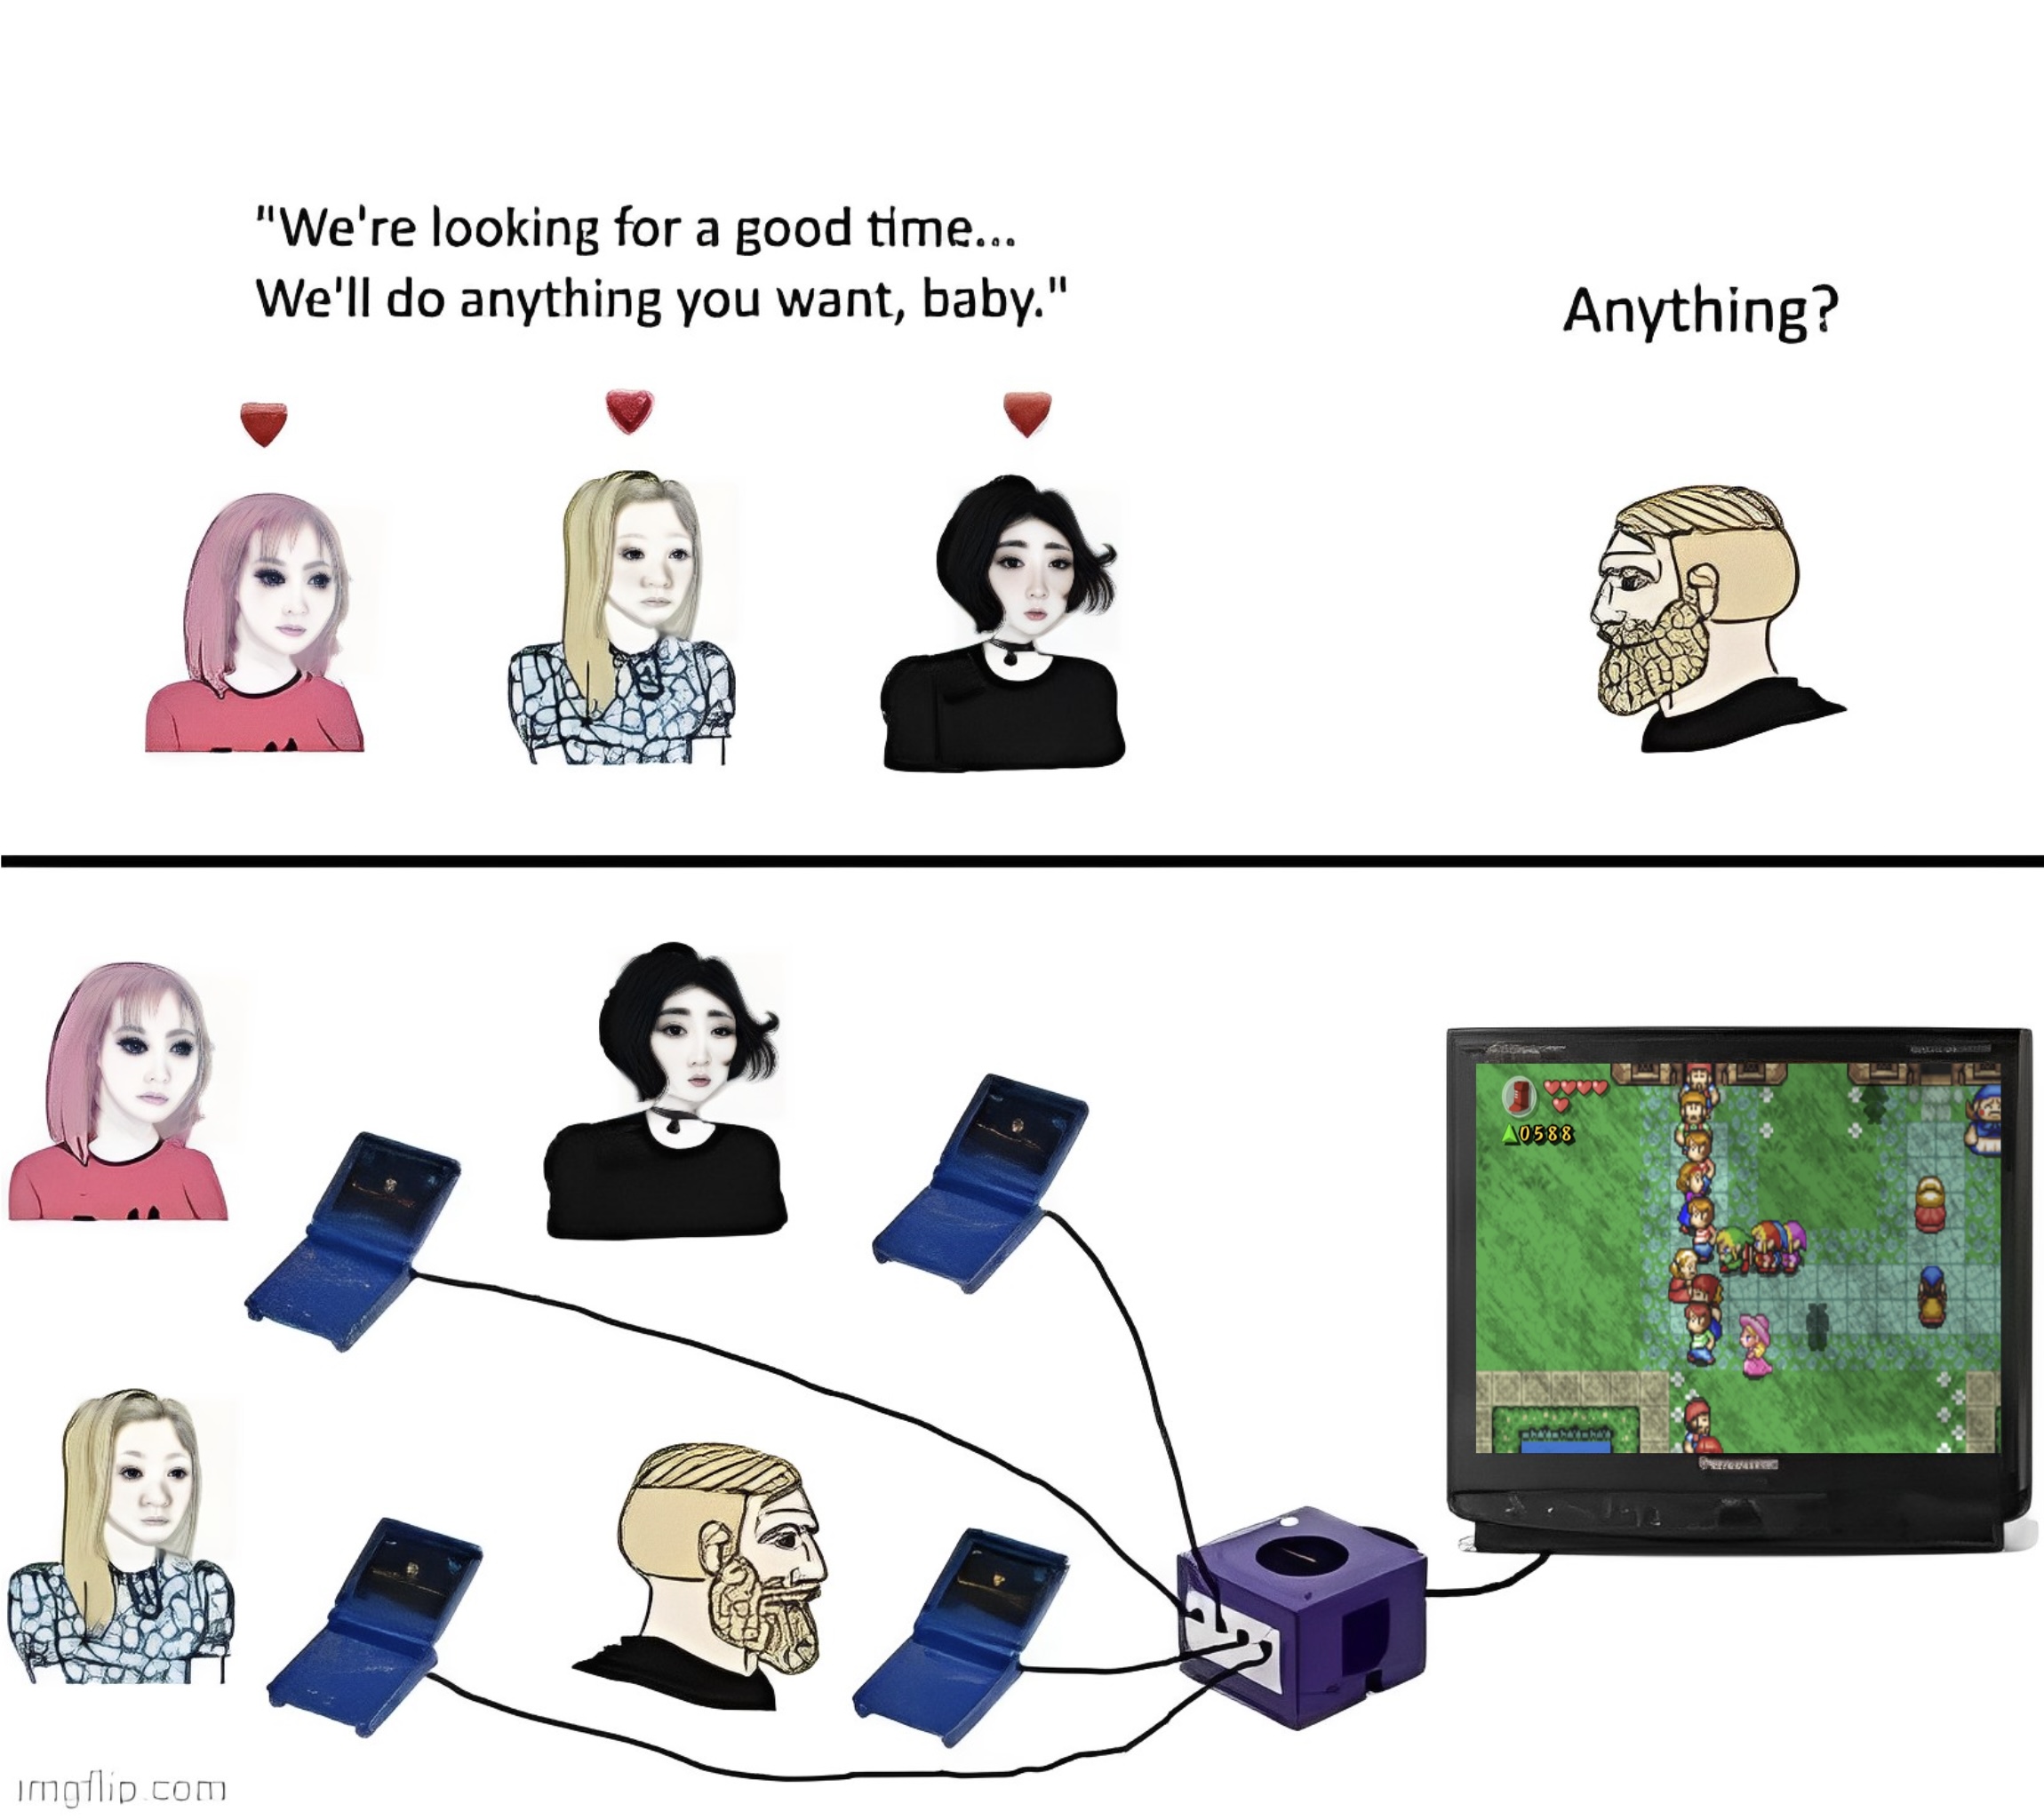 "We're looking for a good time...
We'll do anything you want, baby."
Anything?
0588
imgflip.com